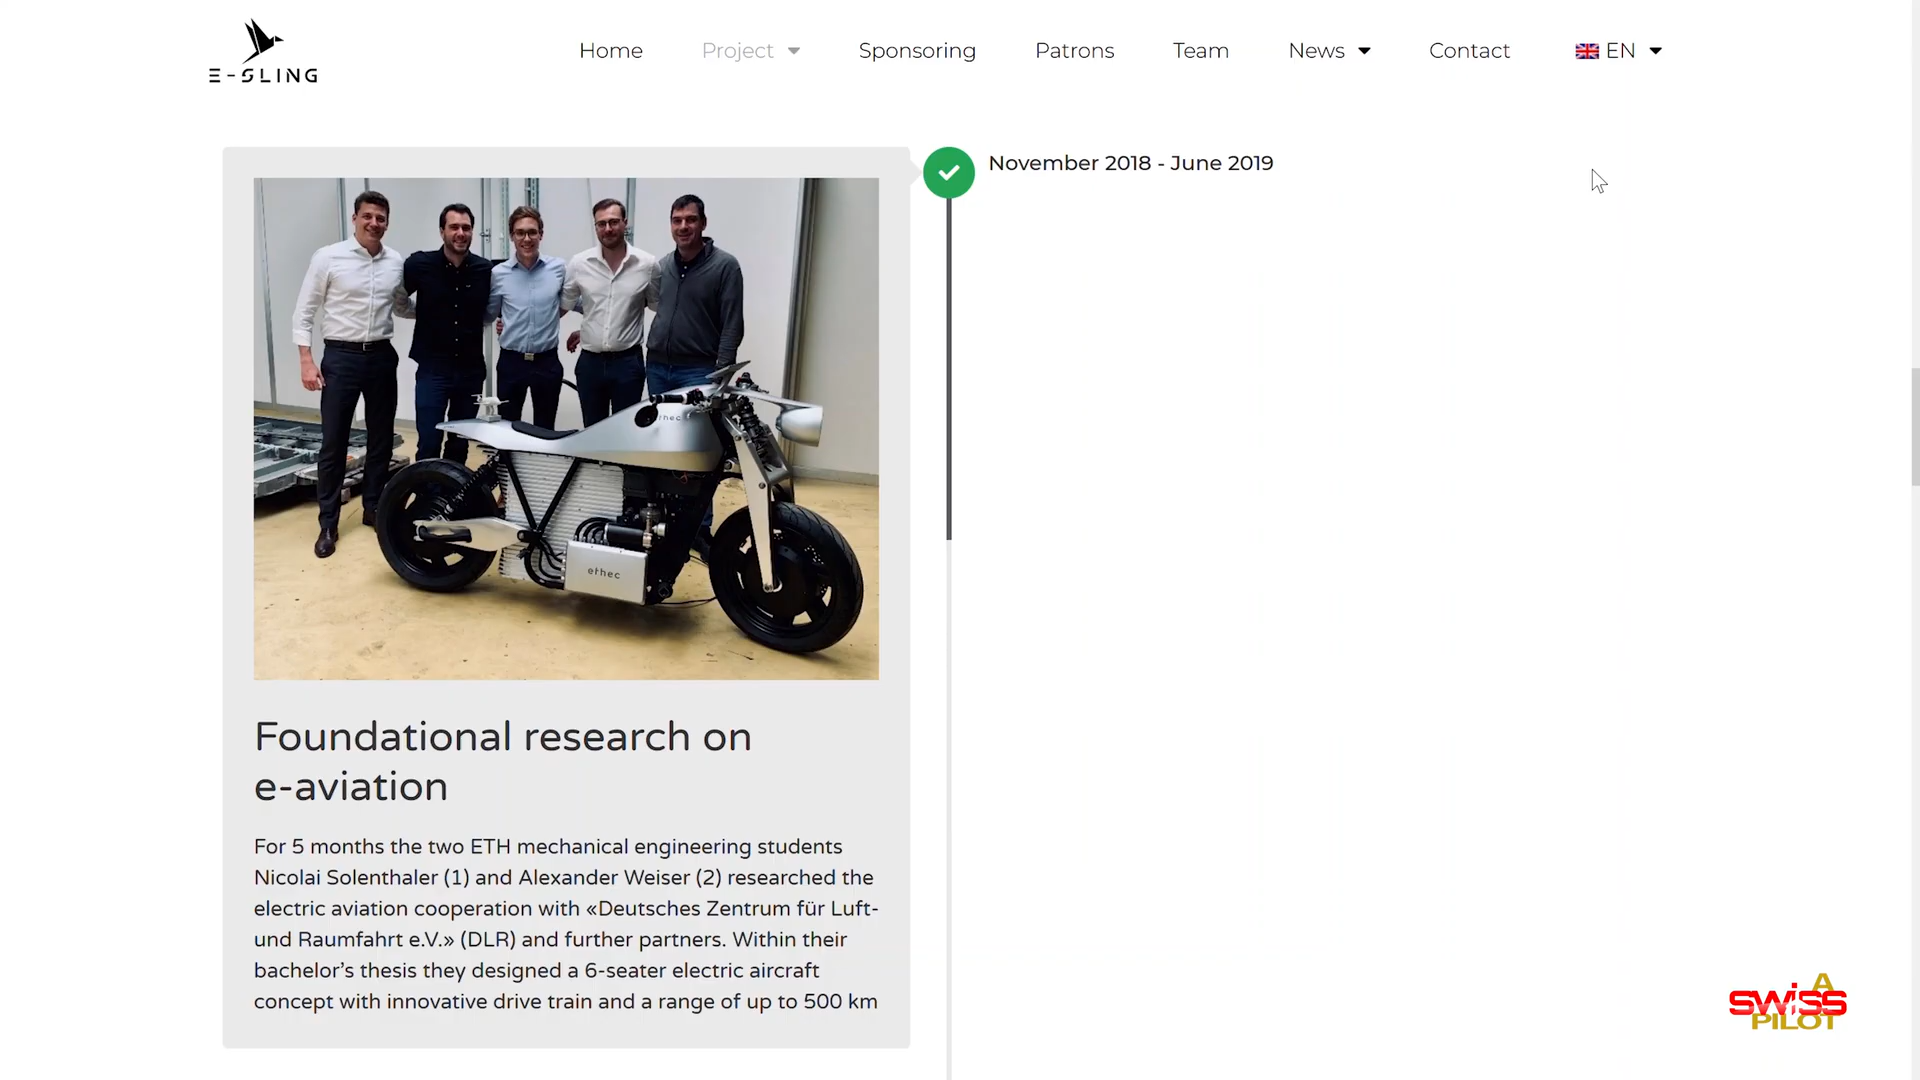 E-SLING
Home
Project
Sponsoring
Patrons
Team
News
Contact
EN
November 2018 - June 2019
thec
ethec
Foundational research on
e-aviation
For 5 months the two ETH mechanical engineering students
Nicolai Solenthaler (1) and Alexander Weiser (2) researched the
electric aviation cooperation with «Deutsches Zentrum für Luft-
und Raumfahrt e.V.» (DLR) and further partners. Within their
bachelor’s thesis they designed a 6-seater electric aircraft
concept with innovative drive train and a range of up to 500 km
A
SWiSS
PILOT